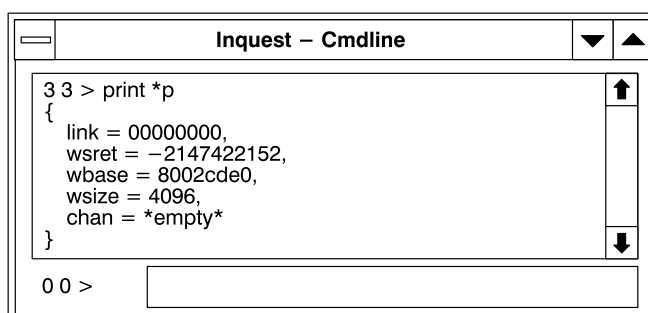 Inquest – Cmdline
3 3 > print *p
{
link = 00000000,
wsret = −2147422152,
wbase = 8002cde0,
wsize = 4096,
chan = *empty*
}
0 0 >